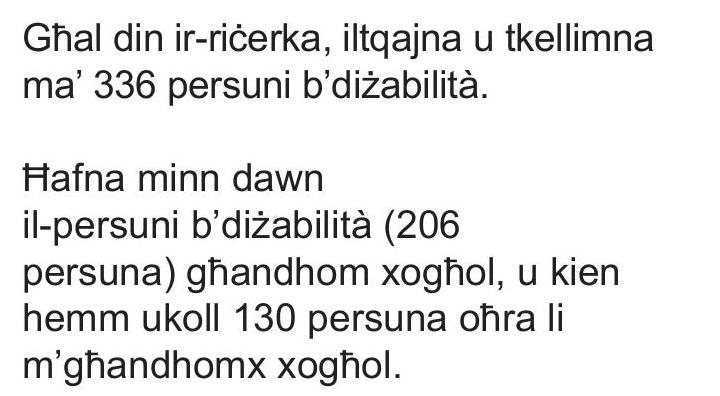 Għal din ir-riċerka, iltqajna u tkellimna
ma’ 336 persuni b’diżabilità.
Ħafna minn dawn
il-persuni b’diżabilità (206
persuna) għandhom xogħol, u kien
hemm ukoll 130 persuna oħra li
m’għandhomx xogħol.